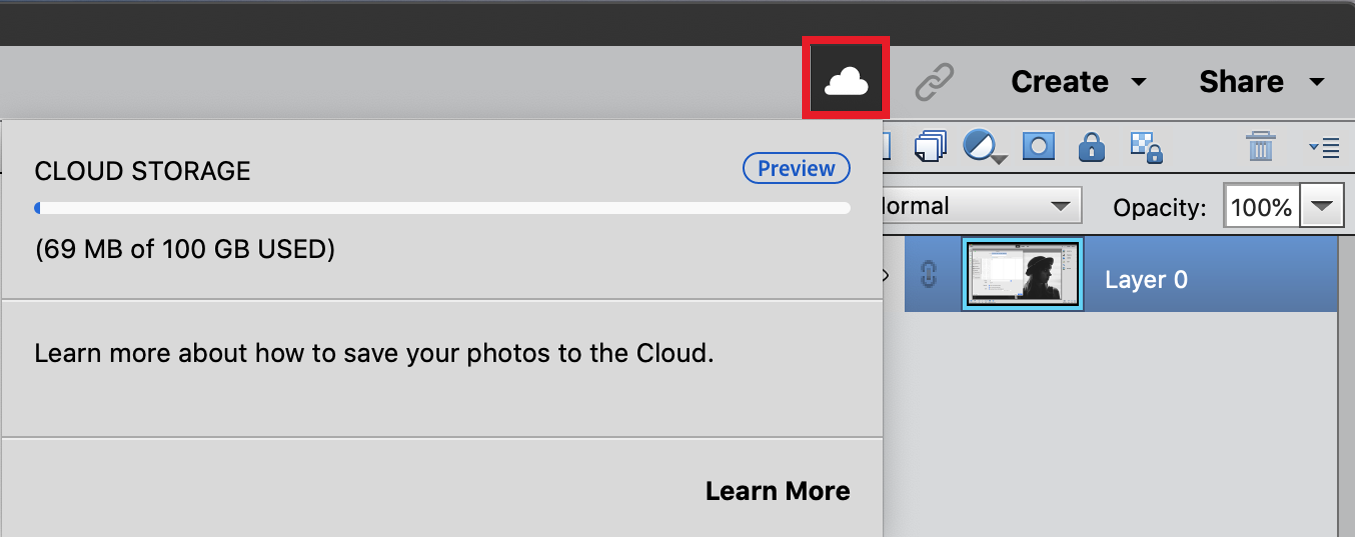 Create
Share
CLOUD STORAGE
Preview
(69 MB of 100 GB USED)
Learn more about how to save your photos to the Cloud.
Learn More
Opacity: 100%
Layer 0